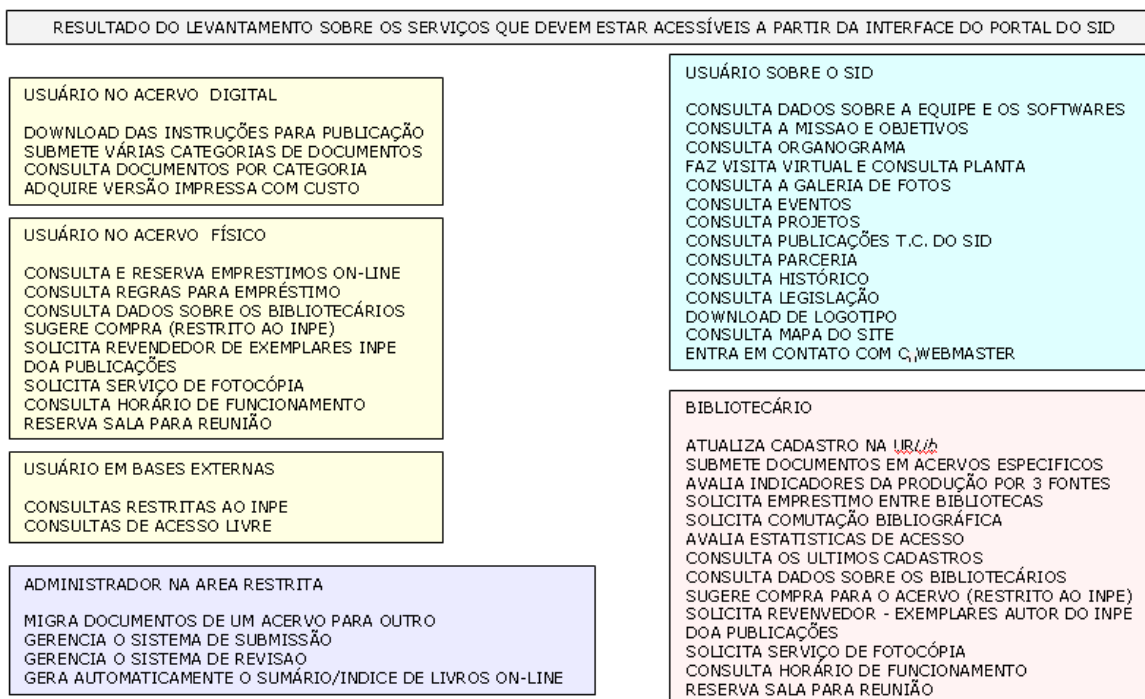 RESULTADO DO LEVANTAMENTO SOBRE OS SERVIÇOS QUE DEVEM ESTAR ACESSÍVEIS A PARTIR DA INTERFACE DO PORTAL DO SID
USUÁRIO NO ACERVO DIGITAL
DOWNLOAD DAS INSTRUÇÕES PARA PUBLICAÇÃO
SUBMETE VÁRIAS CATEGORIAS DE DOCUMENTOS
CONSULTA DOCUMENTOS POR CATEGORIA
ADQUIRE VERSÃO IMPRESSA COM CUSTO
USUÁRIO NO ACERVO FÍSICO
CONSULTA E RESERVA EMPRESTIMOS ON-LINE
CONSULTA REGRAS PARA EMPRÉSTIMO
CONSULTA DADOS SOBRE OS BIBLIOTECÁRIOS
SUGERE COMPRA (RESTRITO AO INPE)
SOLICITA REVENDEDOR DE EXEMPLARES INPE
DOA PUBLICAÇÕES
SOLICITA SERVIÇO DE FOTOCÓPIA
CONSULTA HORÁRIO DE FUNCIONAMENTO
RESERVA SALA PARA REUNIÃO
USUÁRIO EM BASES EXTERNAS
CONSULTAS RESTRITAS AO INPE
CONSULTAS DE ACESSO LIVRE
ADMINISTRADOR NA AREA RESTRITA
MIGRA DOCUMENTOS DE UM ACERVO PARA OUTRO
GERENCIA O SISTEMA DE SUBMISSÃO
GERENCIA O SISTEMA DE REVISAO
GERA AUTOMATICAMENTE O SUMÁRIO/INDICE DE LIVROS ON-LINE
USUÁRIO SOBRE O SID
CONSULTA DADOS SOBRE A EQUIPE E OS SOFTWARES
CONSULTA A MISSAO E OBJETIVOS
CONSULTA ORGANOGRAMA
FAZ VISITA VIRTUAL E CONSULTA PLANTA
CONSULTA A GALERIA DE FOTOS
CONSULTA EVENTOS
CONSULTA PROJETOS
CONSULTA PUBLICAÇÕES T.C. DO SID
CONSULTA PARCERIA
CONSULTA HISTÓRICO
CONSULTA LEGISLAÇÃO
DOWNLOAD DE LOGOTIPO
CONSULTA MAPA DO SITE
ENTRA EM CONTATO COM WEBMASTER
BIBLIOTECÁRIO
ATUALIZA CADASTRO NA URLib
SUBMETE DOCUMENTOS EM ACERVOS ESPECIFICOS
AVALIA INDICADORES DA PRODUÇÃO POR 3 FONTES
SOLICITA EMPRESTIMO ENTRE BIBLIOTECAS
SOLICITA COMUTAÇÃO BIBLIOGRÁFICA
AVALIA ESTATISTICAS DE ACESSO
CONSULTA OS ULTIMOS CADASTROS
CONSULTA DADOS SOBRE OS BIBLIOTECÁRIOS
SUGERE COMPRA PARA O ACERVO (RESTRITO AO INPE)
SOLICITA REVENVEDOR - EXEMPLARES AUTOR DO INPE
DOA PUBLICAÇÕES
SOLICITA SERVIÇO DE FOTOCÓPIA
CONSULTA HORÁRIO DE FUNCIONAMENTO
RESERVA SALA PARA REUNIÃO